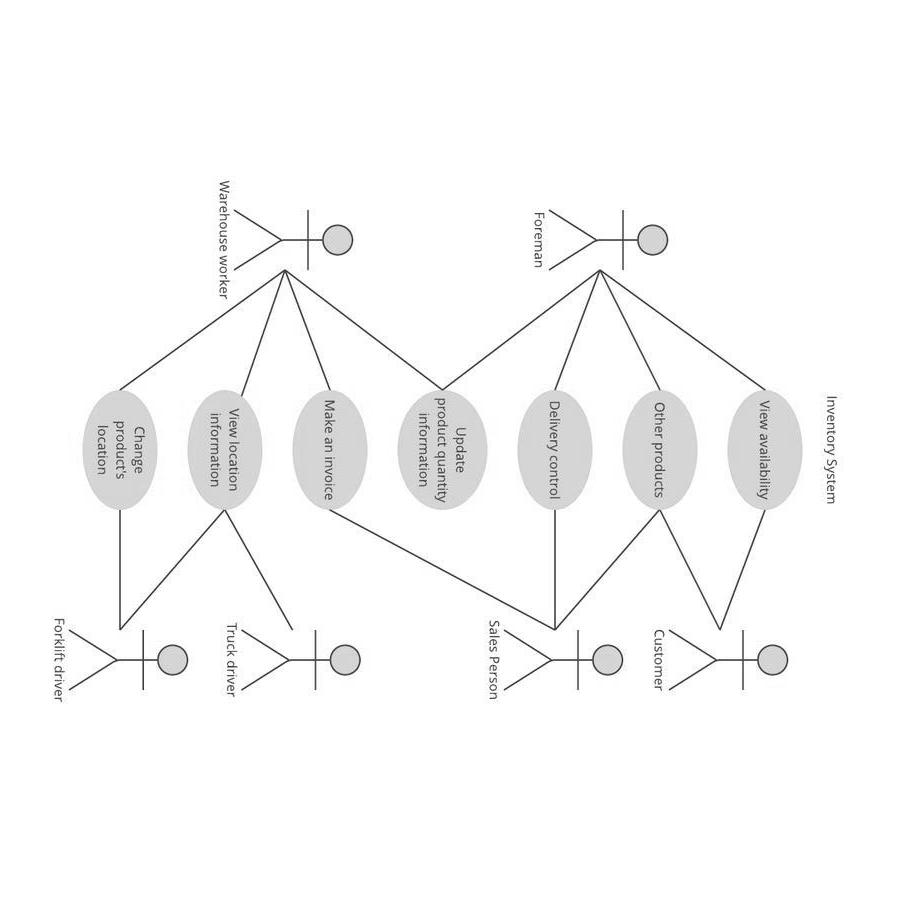 Inventory System
View availability
Other products
Delivery control
Update
product quantity
information
Make an invoice
View location
information
Change
product's
location
Foreman
Warehouse worker
Customer
Sales Person
Truck driver
Forklift driver